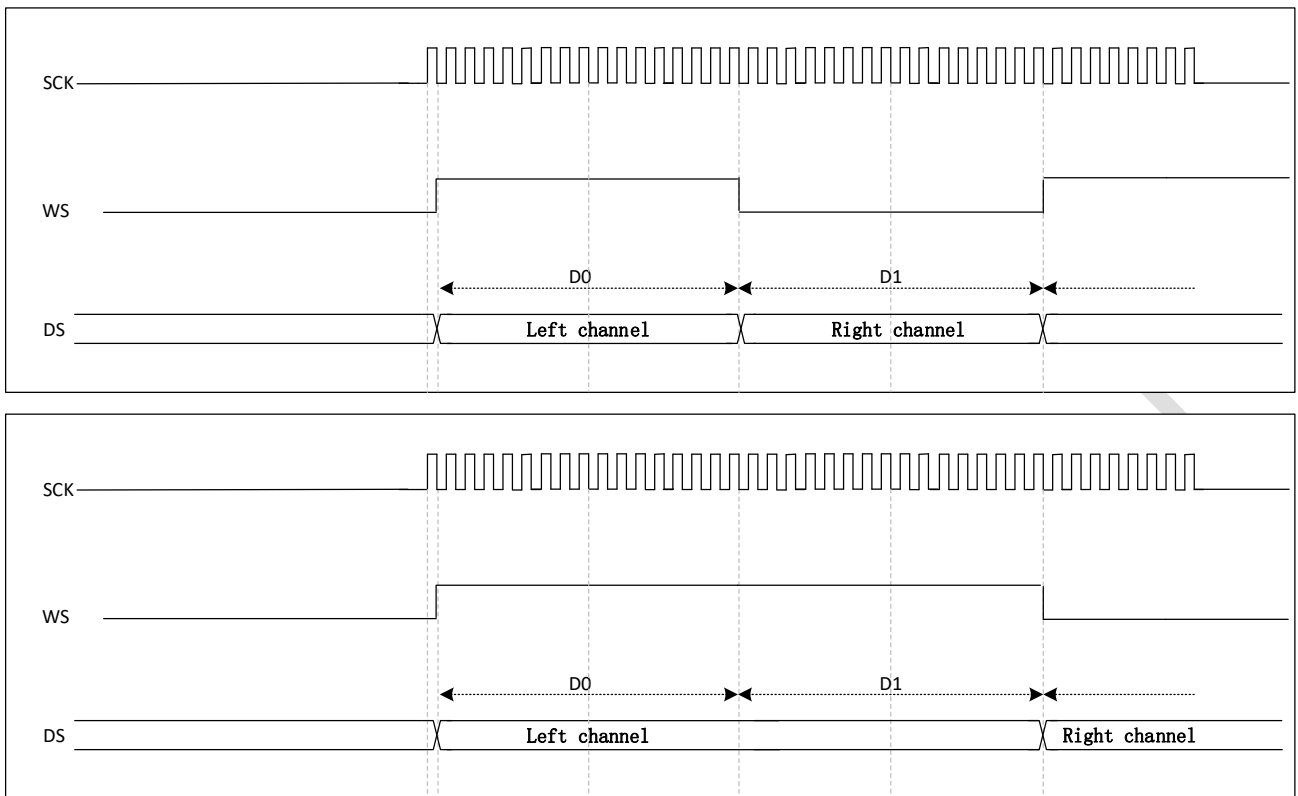 SCK
WS
D0 D1
DS Left channel Right channel
SCK
WS
D0 D1
DS Left channel Right channel